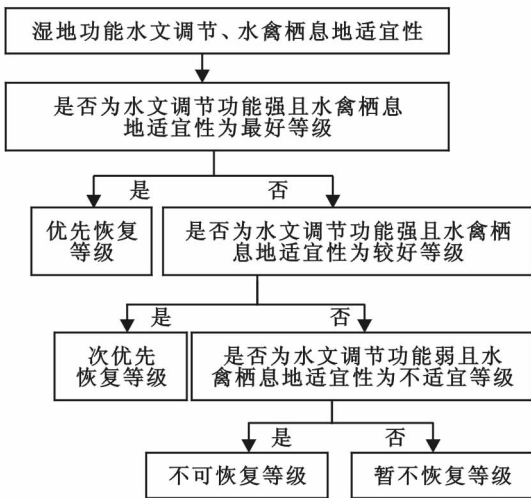 湿地功能水文调节、水禽栖息地适宜性
是否为水文调节功能强且水禽栖息
地适宜性为最好等级
是
否
优先恢复
等级
是否为水文调节功能强且水禽栖
息地适宜性为较好等级
是
否
次优先
恢复等级
是否为水文调节功能弱且水
禽栖息地适宜性为不适宜等级
是
否
不可恢复等级
暂不恢复等级